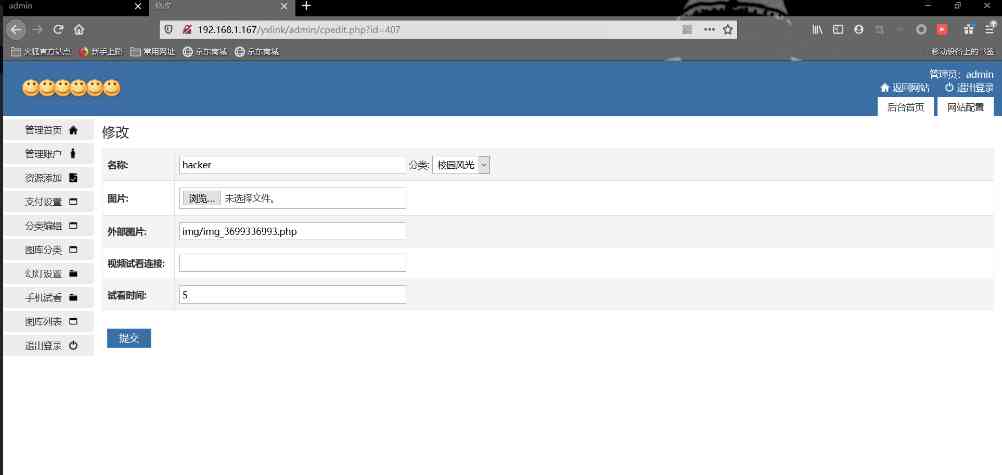 admin
修改
192.168.1.167/yxlink/admin/cpedit.php?id=407
火狐官方站点 新手上路 常用网址 京东商城 京东商城
移动设备上的书签
管理员: admin
返回网站 退出登录
后台首页 网站配置
管理首页
管理账户
资源添加
支付设置
分类编辑
图库分类
幻灯设置
手机试看
图库列表
退出登录
修改
名称: hacker 分类: 校园风光
图片: 浏览... 未选择文件。
外部图片: img/img_3699336993.php
视频试看连接:
试看时间: 5
提交